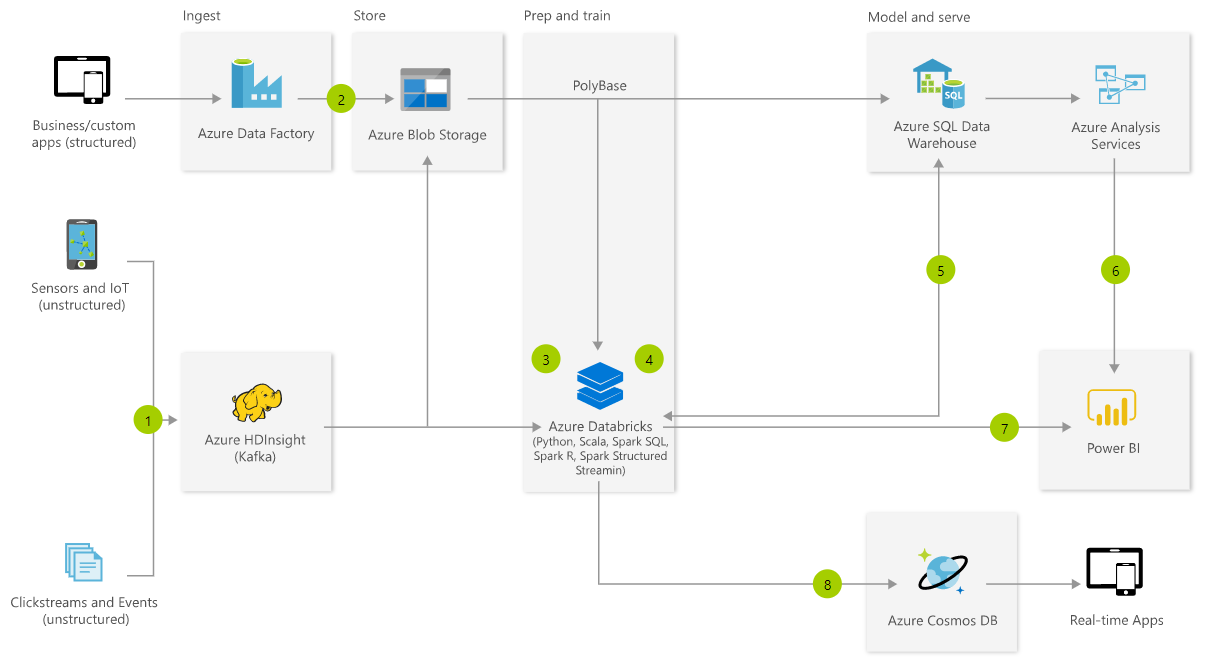 Ingest
Store
Prep and train
Model and serve
Business/custom
apps (structured)
Azure Data Factory
2
Azure Blob Storage
PolyBase
SQL
Azure SQL Data
Warehouse
Azure Analysis
Services
Sensors and IoT
(unstructured)
5
6
1
Azure HDInsight
(Kafka)
3
4
Azure Databricks
(Python, Scala, Spark SQL,
Spark R, Spark Structured
Streamin)
7
Power BI
Clickstreams and Events
(unstructured)
8
Azure Cosmos DB
Real-time Apps